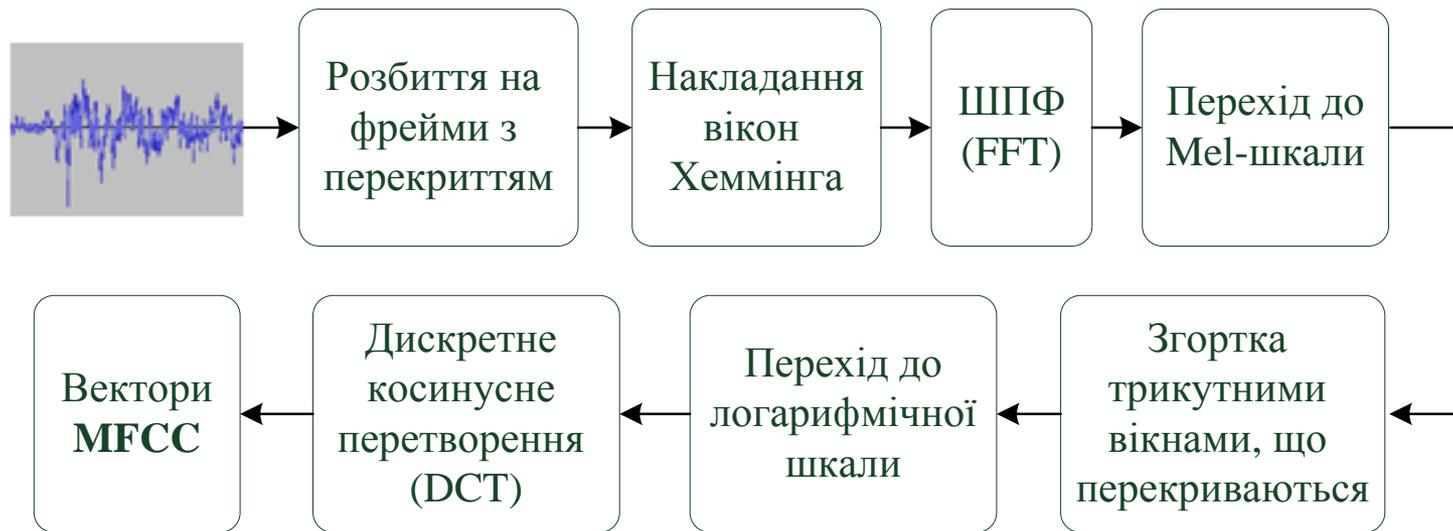 Розбиття на
фрейми з
перекриттям
Накладання
вікон
Хеммінга
ШПФ
(FFT)
Перехід до
Mel-шкали
Згортка
трикутними
вікнами, що
перекриваються
Перехід до
логарифмічної
шкали
Дискретне
косинусне
перетворення
(DCT)
Вектори
MFCC